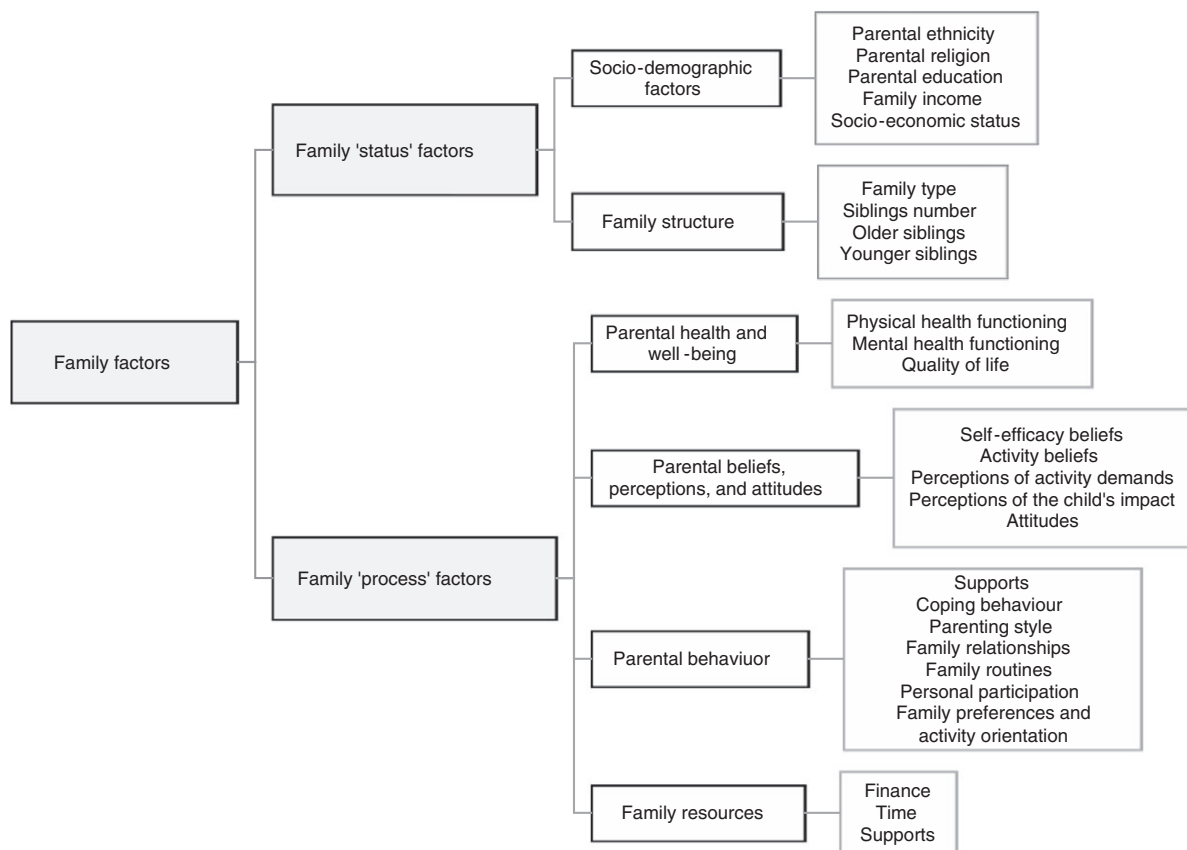 Family factors
Family 'status' factors
Socio-demographic
factors
Parental ethnicity
Parental religion
Parental education
Family income
Socio-economic status
Family structure
Family type
Siblings number
Older siblings
Younger siblings
Family 'process' factors
Parental health and
well-being
Physical health functioning
Mental health functioning
Quality of life
Parental beliefs,
perceptions, and attitudes
Self-efficacy beliefs
Activity beliefs
Perceptions of activity demands
Perceptions of the child's impact
Attitudes
Parental behaviuor
Supports
Coping behaviour
Parenting style
Family relationships
Family routines
Personal participation
Family preferences and
activity orientation
Family resources
Finance
Time
Supports